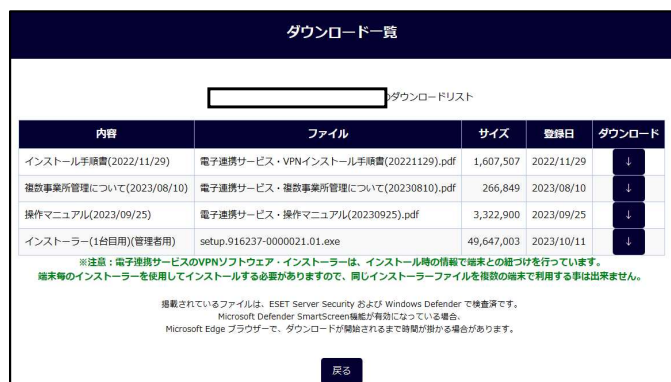 ダウンロード一覧
のダウンロードリスト
内容 ファイル サイズ 登録日 ダウンロード
インストール手順書(2022/11/29) 電子連携サービス・VPNインストール手順書(20221129).pdf 1,607,507 2022/11/29 ↓
複数事業所管理について(2023/08/10) 電子連携サービス・複数事業所管理について(20230810).pdf 266,849 2023/08/10 ↓
操作マニュアル(2023/09/25) 電子連携サービス・操作マニュアル(20230925).pdf 3,322,900 2023/09/25 ↓
インストーラー(1台目用)(管理者用) setup.916237-0000021.01.exe 49,647,003 2023/10/11 ↓
※注意：電子連携サービスのVPNソフトウェア・インストーラーは、インストール時の情報で端末との紐づけを行っています。
端末毎のインストーラーを使用してインストールする必要がありますので、同じインストーラーファイルを複数の端末で利用する事は出来ません。
掲載されているファイルは、ESET Server Security および Windows Defender で検査済です。
Microsoft Defender SmartScreen機能が有効になっている場合、
Microsoft Edge ブラウザーで、ダウンロードが開始されるまで時間が掛かる場合があります。
戻る